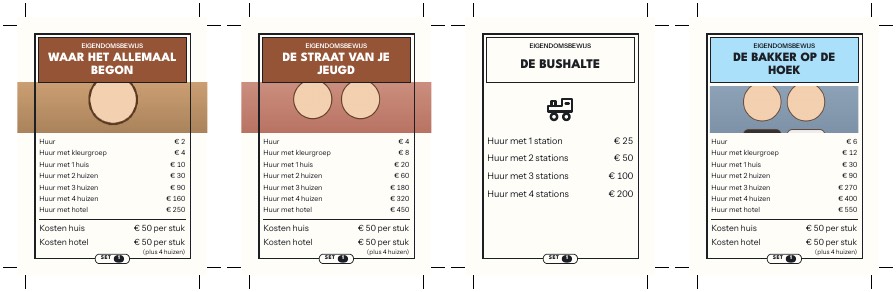 EIGENDOMSBEWIJS
WAAR HET ALLEMAAL
BEGON
Huur € 2
Huur met kleurgroep € 4
Huur met 1 huis € 10
Huur met 2 huizen € 30
Huur met 3 huizen € 90
Huur met 4 huizen € 160
Huur met hotel € 250
Kosten huis € 50 per stuk
Kosten hotel € 50 per stuk
(plus 4 huizen)
SET
EIGENDOMSBEWIJS
DE STRAAT VAN JE
JEUGD
Huur € 4
Huur met kleurgroep € 8
Huur met 1 huis € 20
Huur met 2 huizen € 60
Huur met 3 huizen € 180
Huur met 4 huizen € 320
Huur met hotel € 450
Kosten huis € 50 per stuk
Kosten hotel € 50 per stuk
(plus 4 huizen)
SET
EIGENDOMSBEWIJS
DE BUSHALTE
Huur met 1 station € 25
Huur met 2 stations € 50
Huur met 3 stations € 100
Huur met 4 stations € 200
SET
EIGENDOMSBEWIJS
DE BAKKER OP DE
HOEK
Huur € 6
Huur met kleurgroep € 12
Huur met 1 huis € 30
Huur met 2 huizen € 90
Huur met 3 huizen € 270
Huur met 4 huizen € 400
Huur met hotel € 550
Kosten huis € 50 per stuk
Kosten hotel € 50 per stuk
(plus 4 huizen)
SET